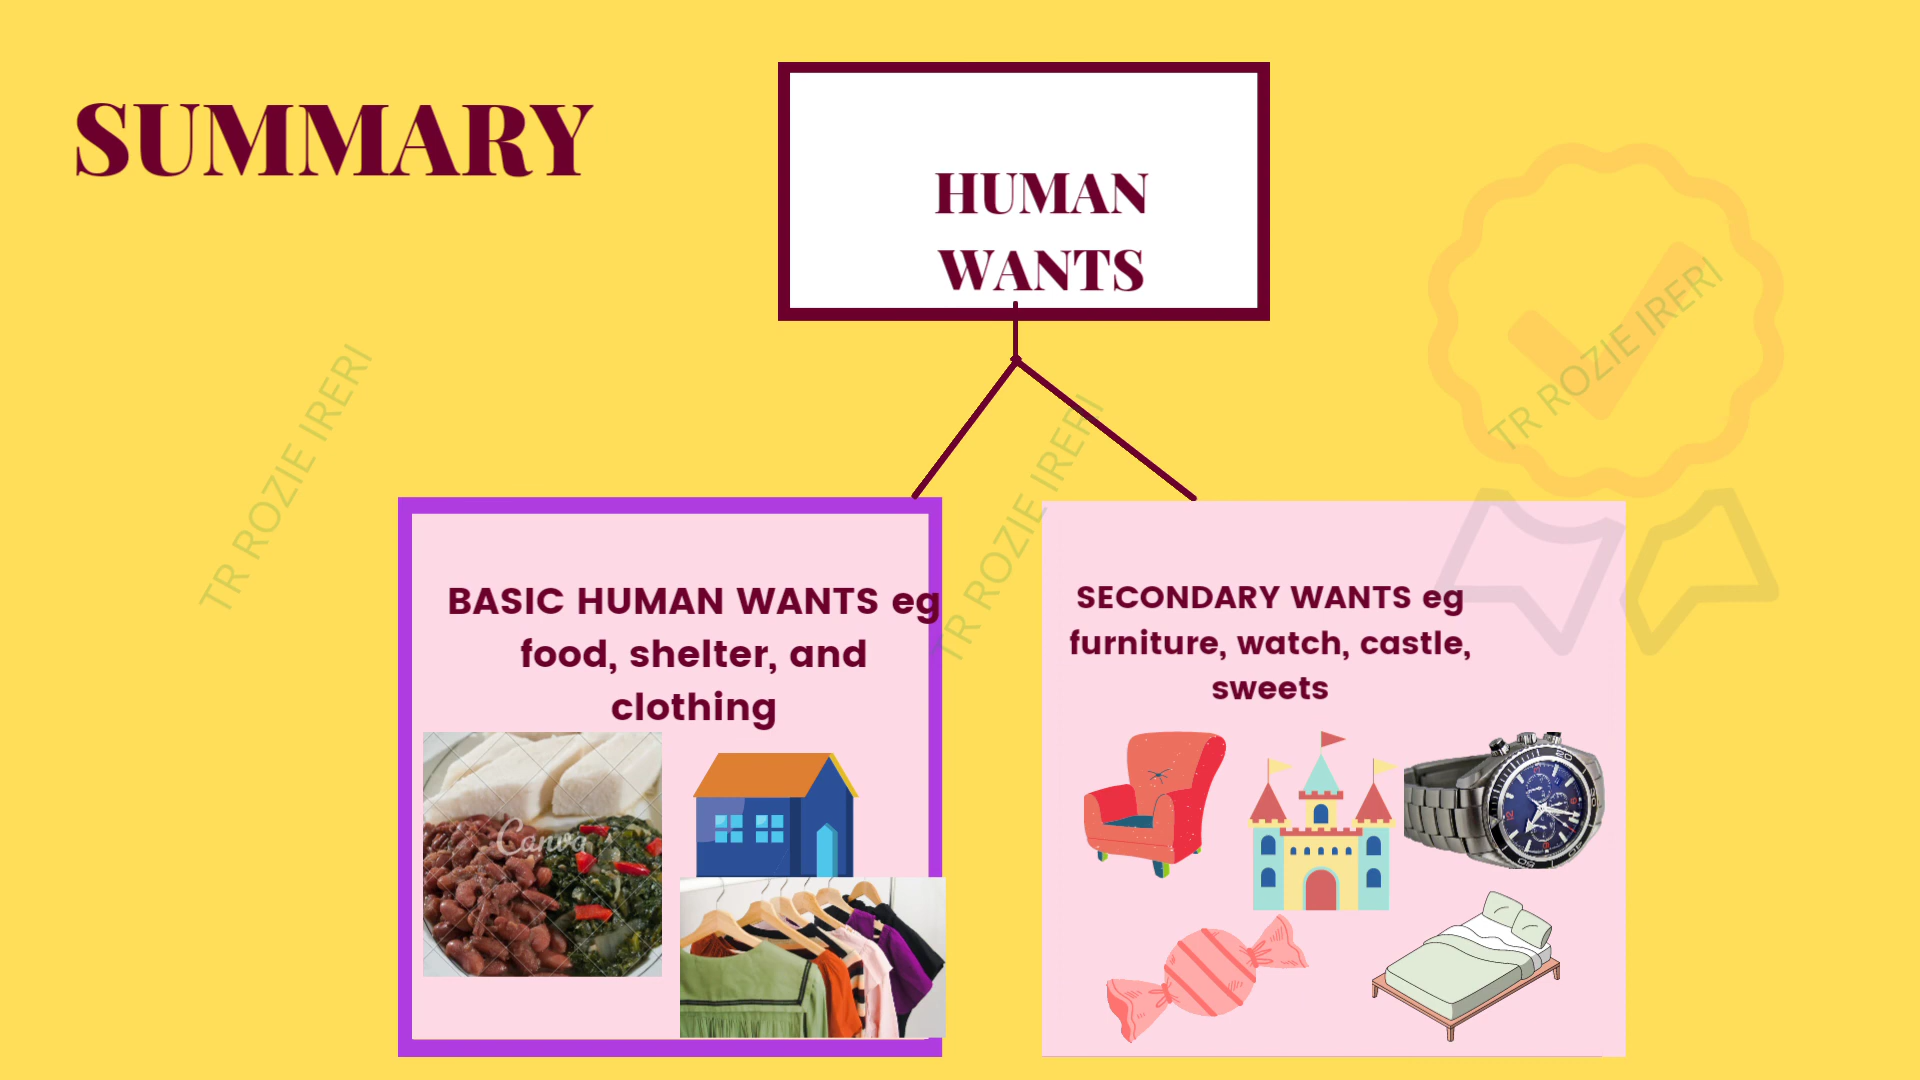 SUMMARY
HUMAN
WANTS
TR ROZIE IRERI
TR ROZIE IRERI
TR ROZIE IRERI
BASIC HUMAN WANTS eg
food, shelter, and
clothing
SECONDARY WANTS eg
furniture, watch, castle,
sweets
Canva